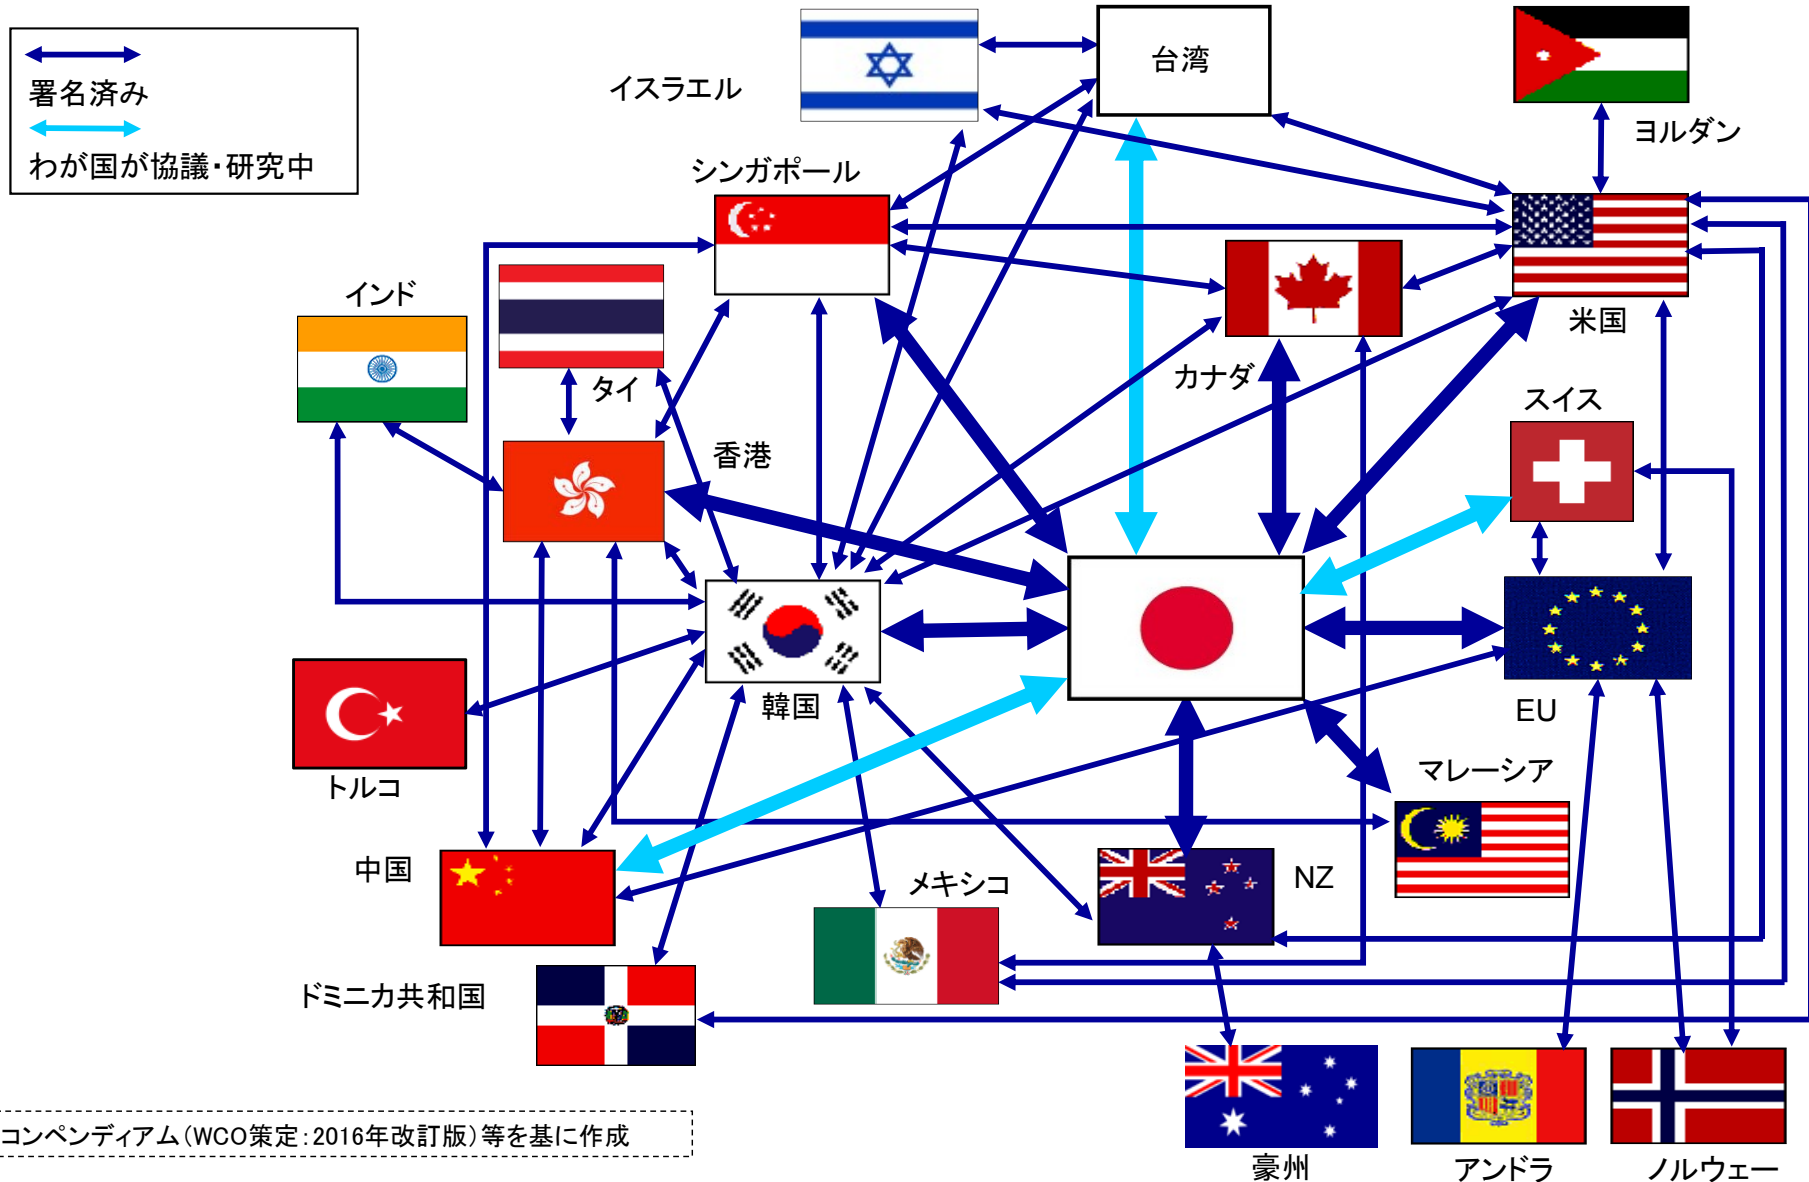 署名済み
わが国が協議・研究中
イスラエル
台湾
ヨルダン
シンガポール
インド
タイ
米国
カナダ
スイス
香港
韓国
EU
トルコ
マレーシア
中国
メキシコ
NZ
ドミニカ共和国
コンペンディアム(WCO策定:2016年改訂版)等を基に作成
豪州
アンドラ
ノルウェー